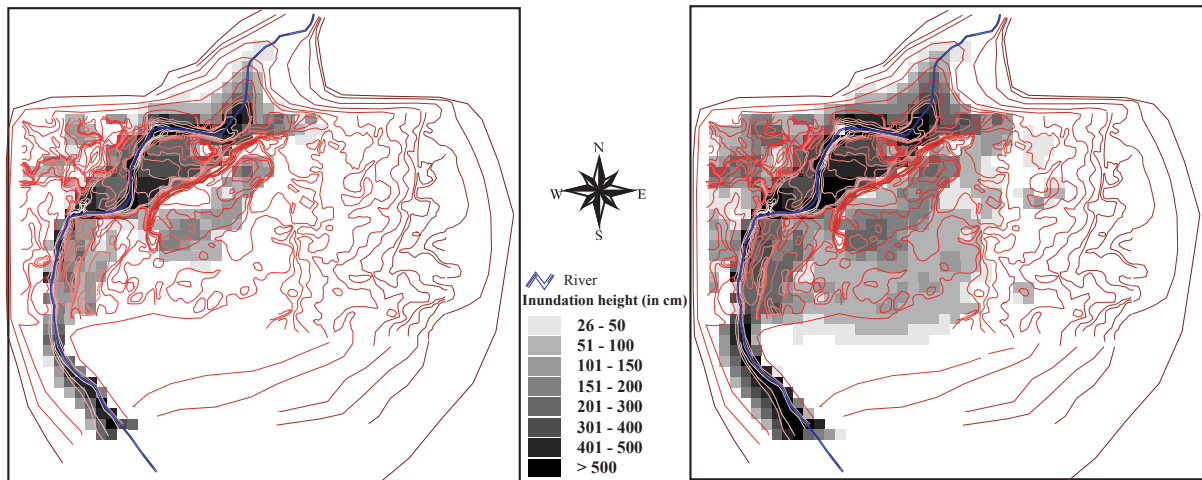 N
W E
S
River
Inundation height (in cm)
26 - 50
51 - 100
101 - 150
151 - 200
201 - 300
301 - 400
401 - 500
> 500